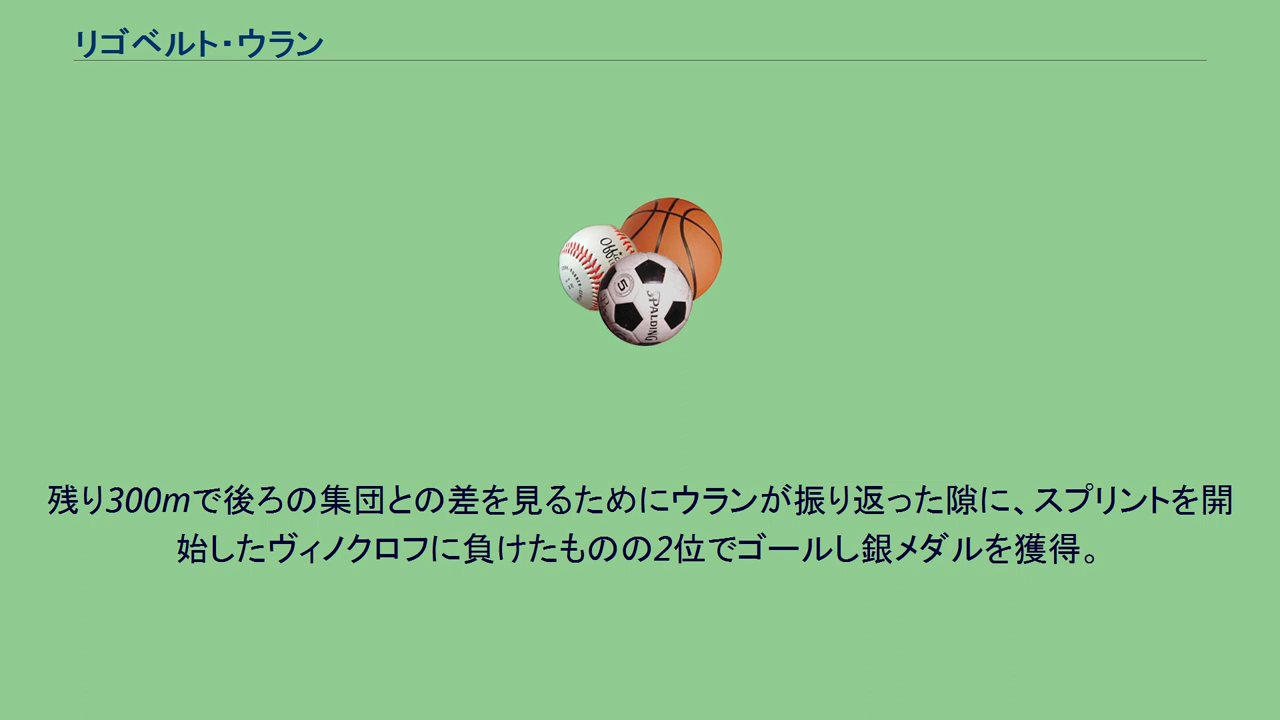 リゴベルト・ウラン
Offic
5
SPALDING
残り300mで後ろの集団との差を見るためにウランが振り返った隙に、スプリントを開
始したヴィノクロフに負けたものの2位でゴールし銀メダルを獲得。